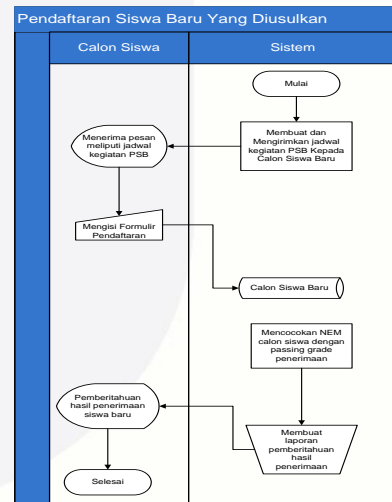 Pendaftaran Siswa Baru Yang Diusulkan
Calon Siswa
Sistem
Mulai
Membuat dan
Mengirimkan jadwal
kegiatan PSB Kepada
Calon Siswa Baru
Menerima pesan
meliputi jadwal
kegiatan PSB
Mengisi Formulir
Pendaftaran
Calon Siswa Baru
Mencocokan NEM
calon siswa dengan
passing grade
penerimaan
Membuat
laporan
pemberitahuan
hasil
penerimaan
Pemberitahuan
hasil penerimaan
siswa baru
Selesai